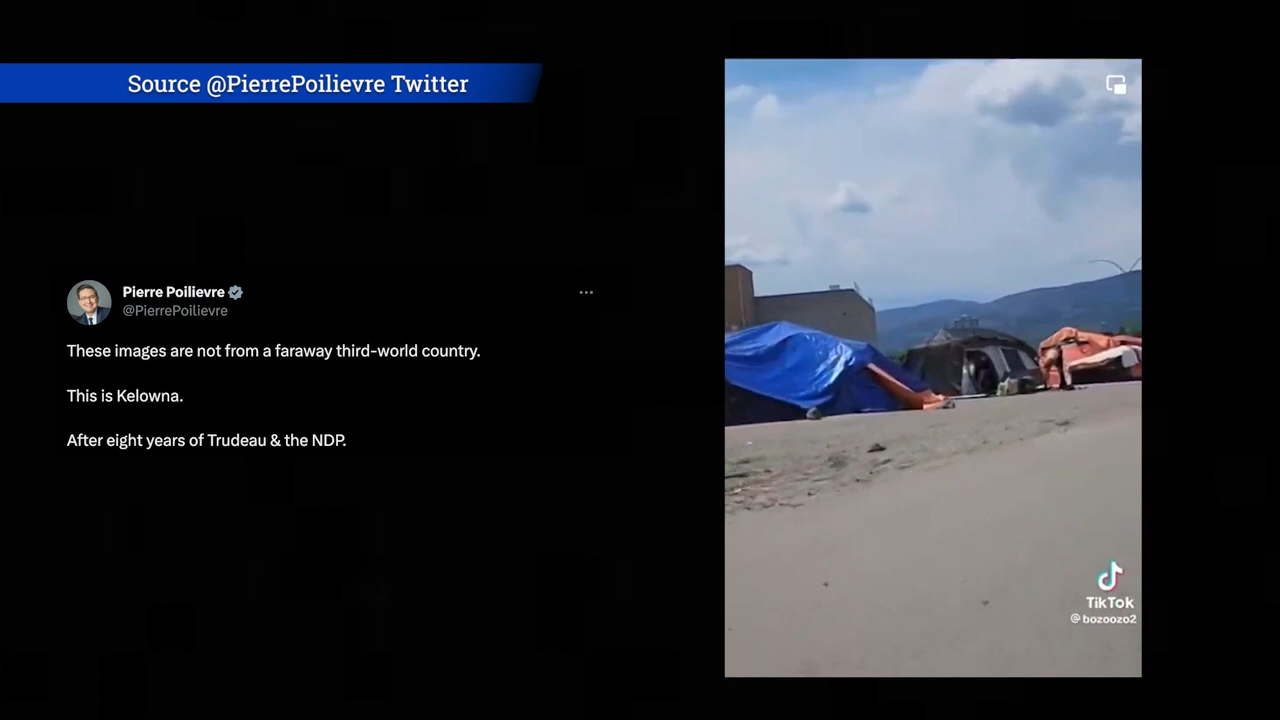 Source @PierrePoilievre Twitter
Pierre Poilievre
@PierrePoilievre
These images are not from a faraway third-world country.
This is Kelowna.
After eight years of Trudeau & the NDP.
TikTok
@bozoozo2